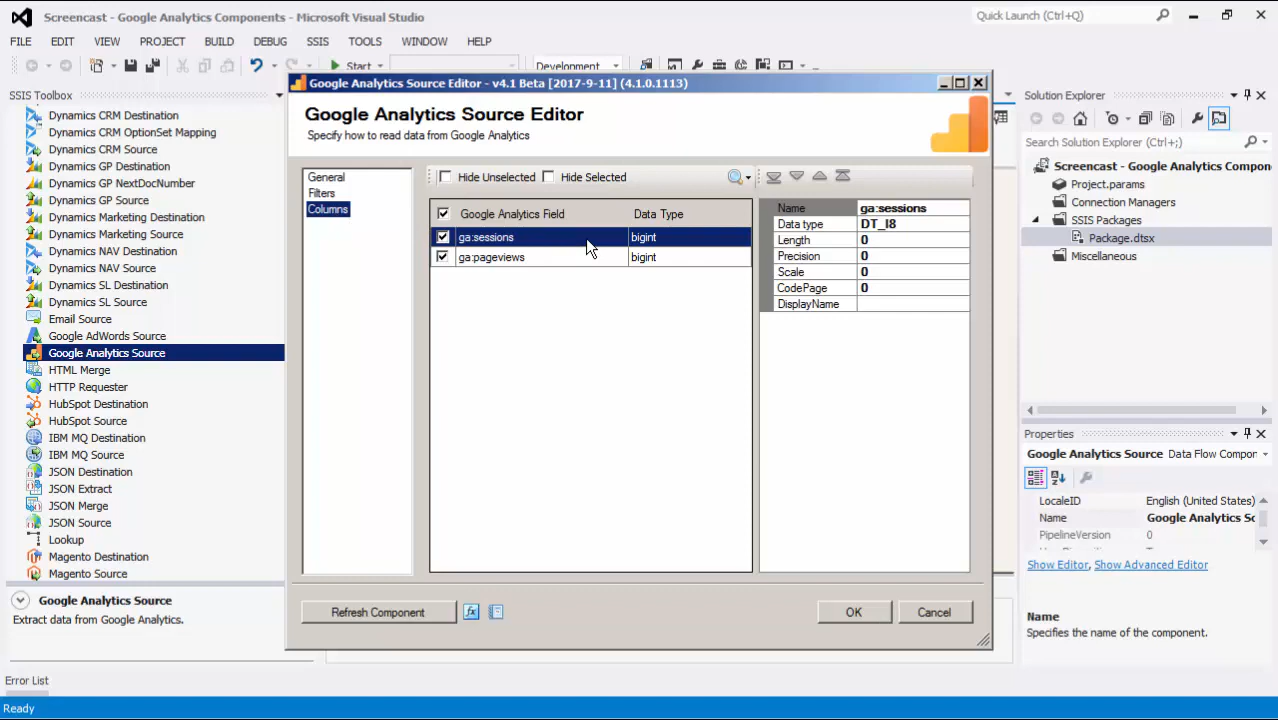 Screencast - Google Analytics Components - Microsoft Visual Studio
Quick Launch (Ctrl+Q)
FILE EDIT VIEW PROJECT BUILD DEBUG SSIS TOOLS WINDOW HELP
Start
Development
SSIS Toolbox
Dynamics CRM Destination
Dynamics CRM OptionSet Mapping
Dynamics CRM Source
Dynamics GP Destination
Dynamics GP NextDocNumber
Dynamics GP Source
Dynamics Marketing Destination
Dynamics Marketing Source
Dynamics NAV Destination
Dynamics NAV Source
Dynamics SL Destination
Dynamics SL Source
Email Source
Google AdWords Source
Google Analytics Source
HTML Merge
HTTP Requester
HubSpot Destination
HubSpot Source
IBM MQ Destination
IBM MQ Source
JSON Destination
JSON Extract
JSON Merge
JSON Source
Lookup
Magento Destination
Magento Source
Google Analytics Source
Extract data from Google Analytics.
Google Analytics Source Editor - v4.1 Beta [2017-9-11] (4.1.0.1113)
Google Analytics Source Editor
Specify how to read data from Google Analytics
General
Filters
Columns
Hide Unselected Hide Selected
Google Analytics Field Data Type
ga:sessions bigint
ga:pageviews bigint
Name ga:sessions
Data type DT_I8
Length 0
Precision 0
Scale 0
CodePage 0
DisplayName
Refresh Component
fx
OK Cancel
Solution Explorer
Search Solution Explorer (Ctrl+;)
Screencast - Google Analytics Compon
Project.params
Connection Managers
SSIS Packages
Package.dtsx
Miscellaneous
Properties
Google Analytics Source Data Flow Compor
LocaleID English (United States)
Name Google Analytics Sc
PipelineVersion 0
Show Editor, Show Advanced Editor
Name
Specifies the name of the component.
Error List
Ready